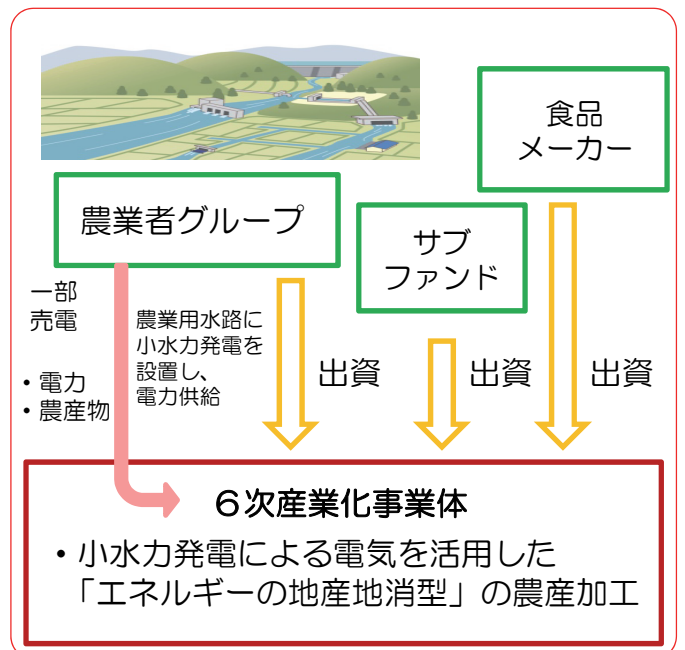 食品
メーカー
農業者グループ
サブ
ファンド
一部
売電
・電力
・農産物
農業用水路に
小水力発電を
設置し、
電力供給
出資
出資
出資
６次産業化事業体
・小水力発電による電気を活用した
「エネルギーの地産地消型」の農産加工